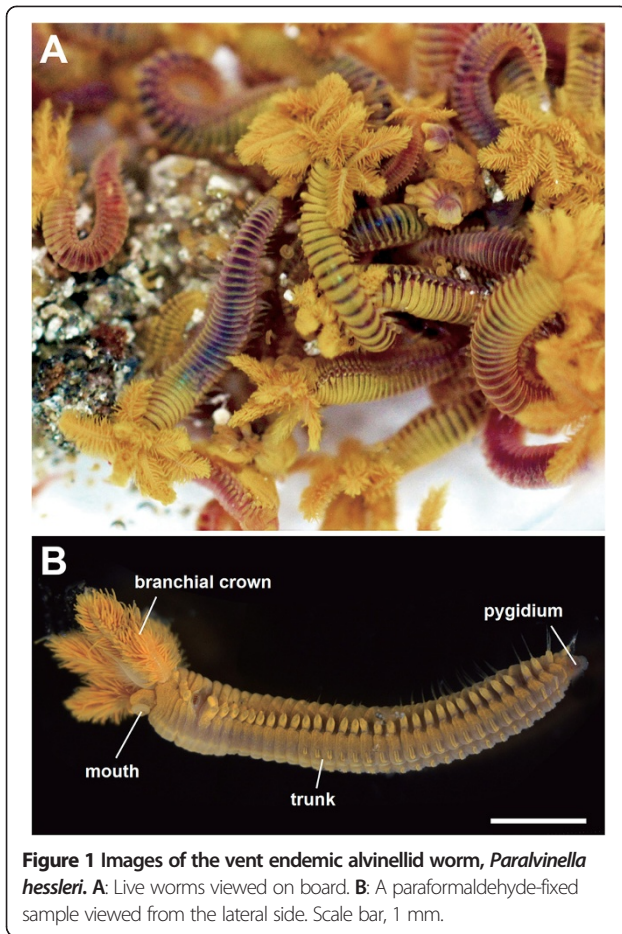 A
B
branchial crown
pygidium
mouth
trunk
Figure 1 Images of the vent endemic alvinellid worm, Paralvinella
hessleri. A: Live worms viewed on board. B: A paraformaldehyde-fixed
sample viewed from the lateral side. Scale bar, 1 mm.